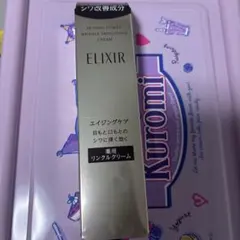 シワ改善成分
ELIXIR
エイジングケア
目もと口もとの
シワに深く効く
薬用
リンクルクリーム
Kuromi